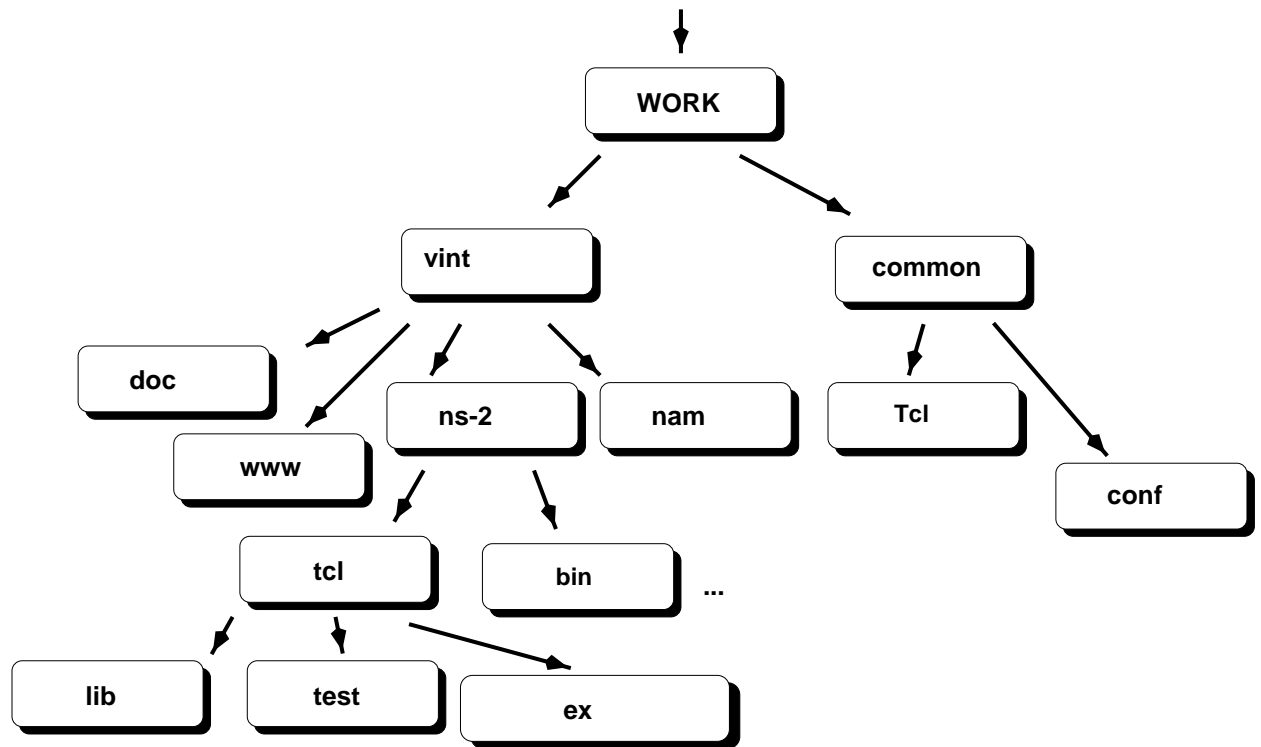 WORK
vint
common
doc
www
ns-2
nam
Tcl
conf
tcl
bin
...
lib
test
ex